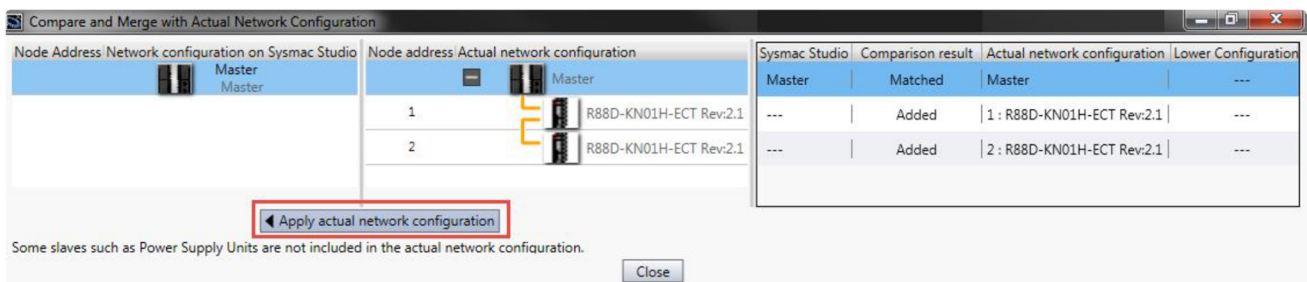 Compare and Merge with Actual Network Configuration
Node Address Network configuration on Sysmac Studio Node address Actual network configuration Sysmac Studio Comparison result Actual network configuration Lower Configuration
Master Master Master Matched Master ---
Master
1 R88D-KN01H-ECT Rev:2.1 --- Added 1 : R88D-KN01H-ECT Rev:2.1 ---
2 R88D-KN01H-ECT Rev:2.1 --- Added 2 : R88D-KN01H-ECT Rev:2.1 ---
Apply actual network configuration
Some slaves such as Power Supply Units are not included in the actual network configuration.
Close